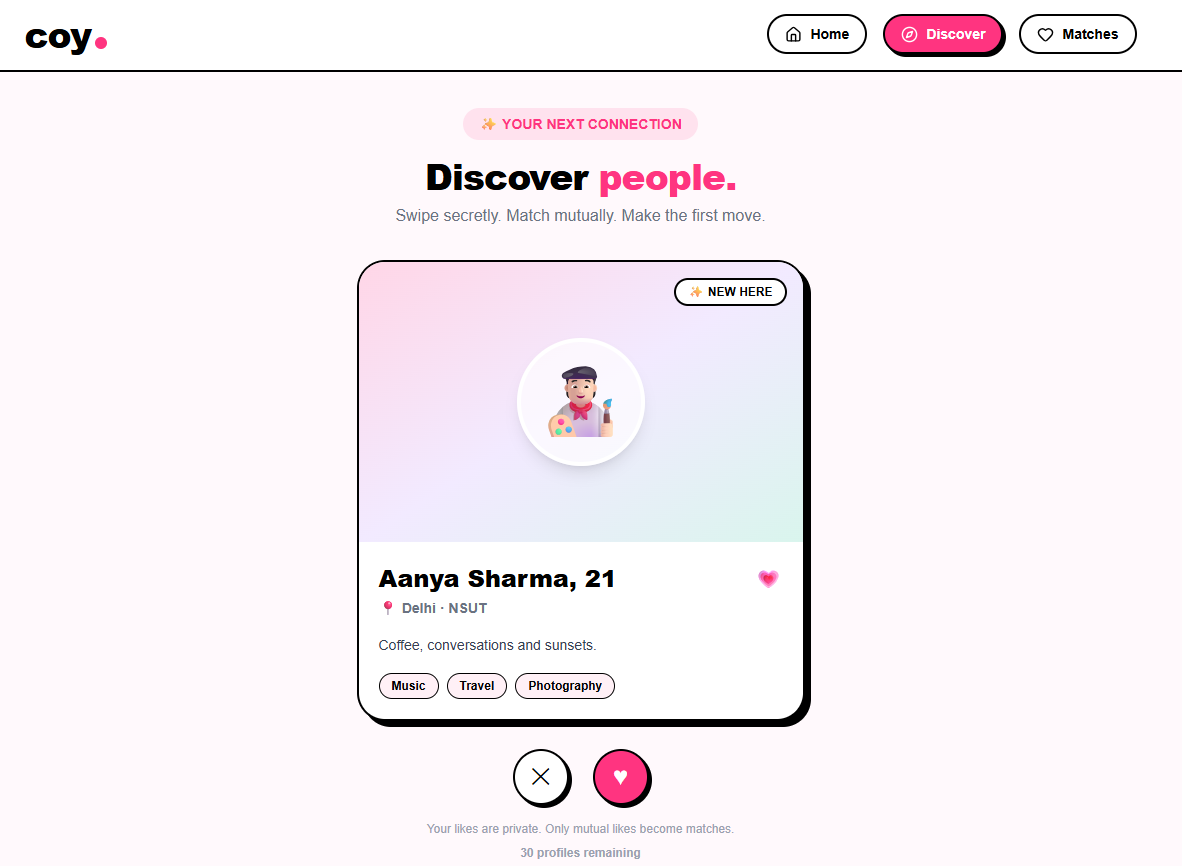 coy.
Home
Discover
Matches
✨ YOUR NEXT CONNECTION
Discover people.
Swipe secretly. Match mutually. Make the first move.
✨ NEW HERE
Aanya Sharma, 21
📍 Delhi · NSUT
Coffee, conversations and sunsets.
Music Travel Photography
Your likes are private. Only mutual likes become matches.
30 profiles remaining